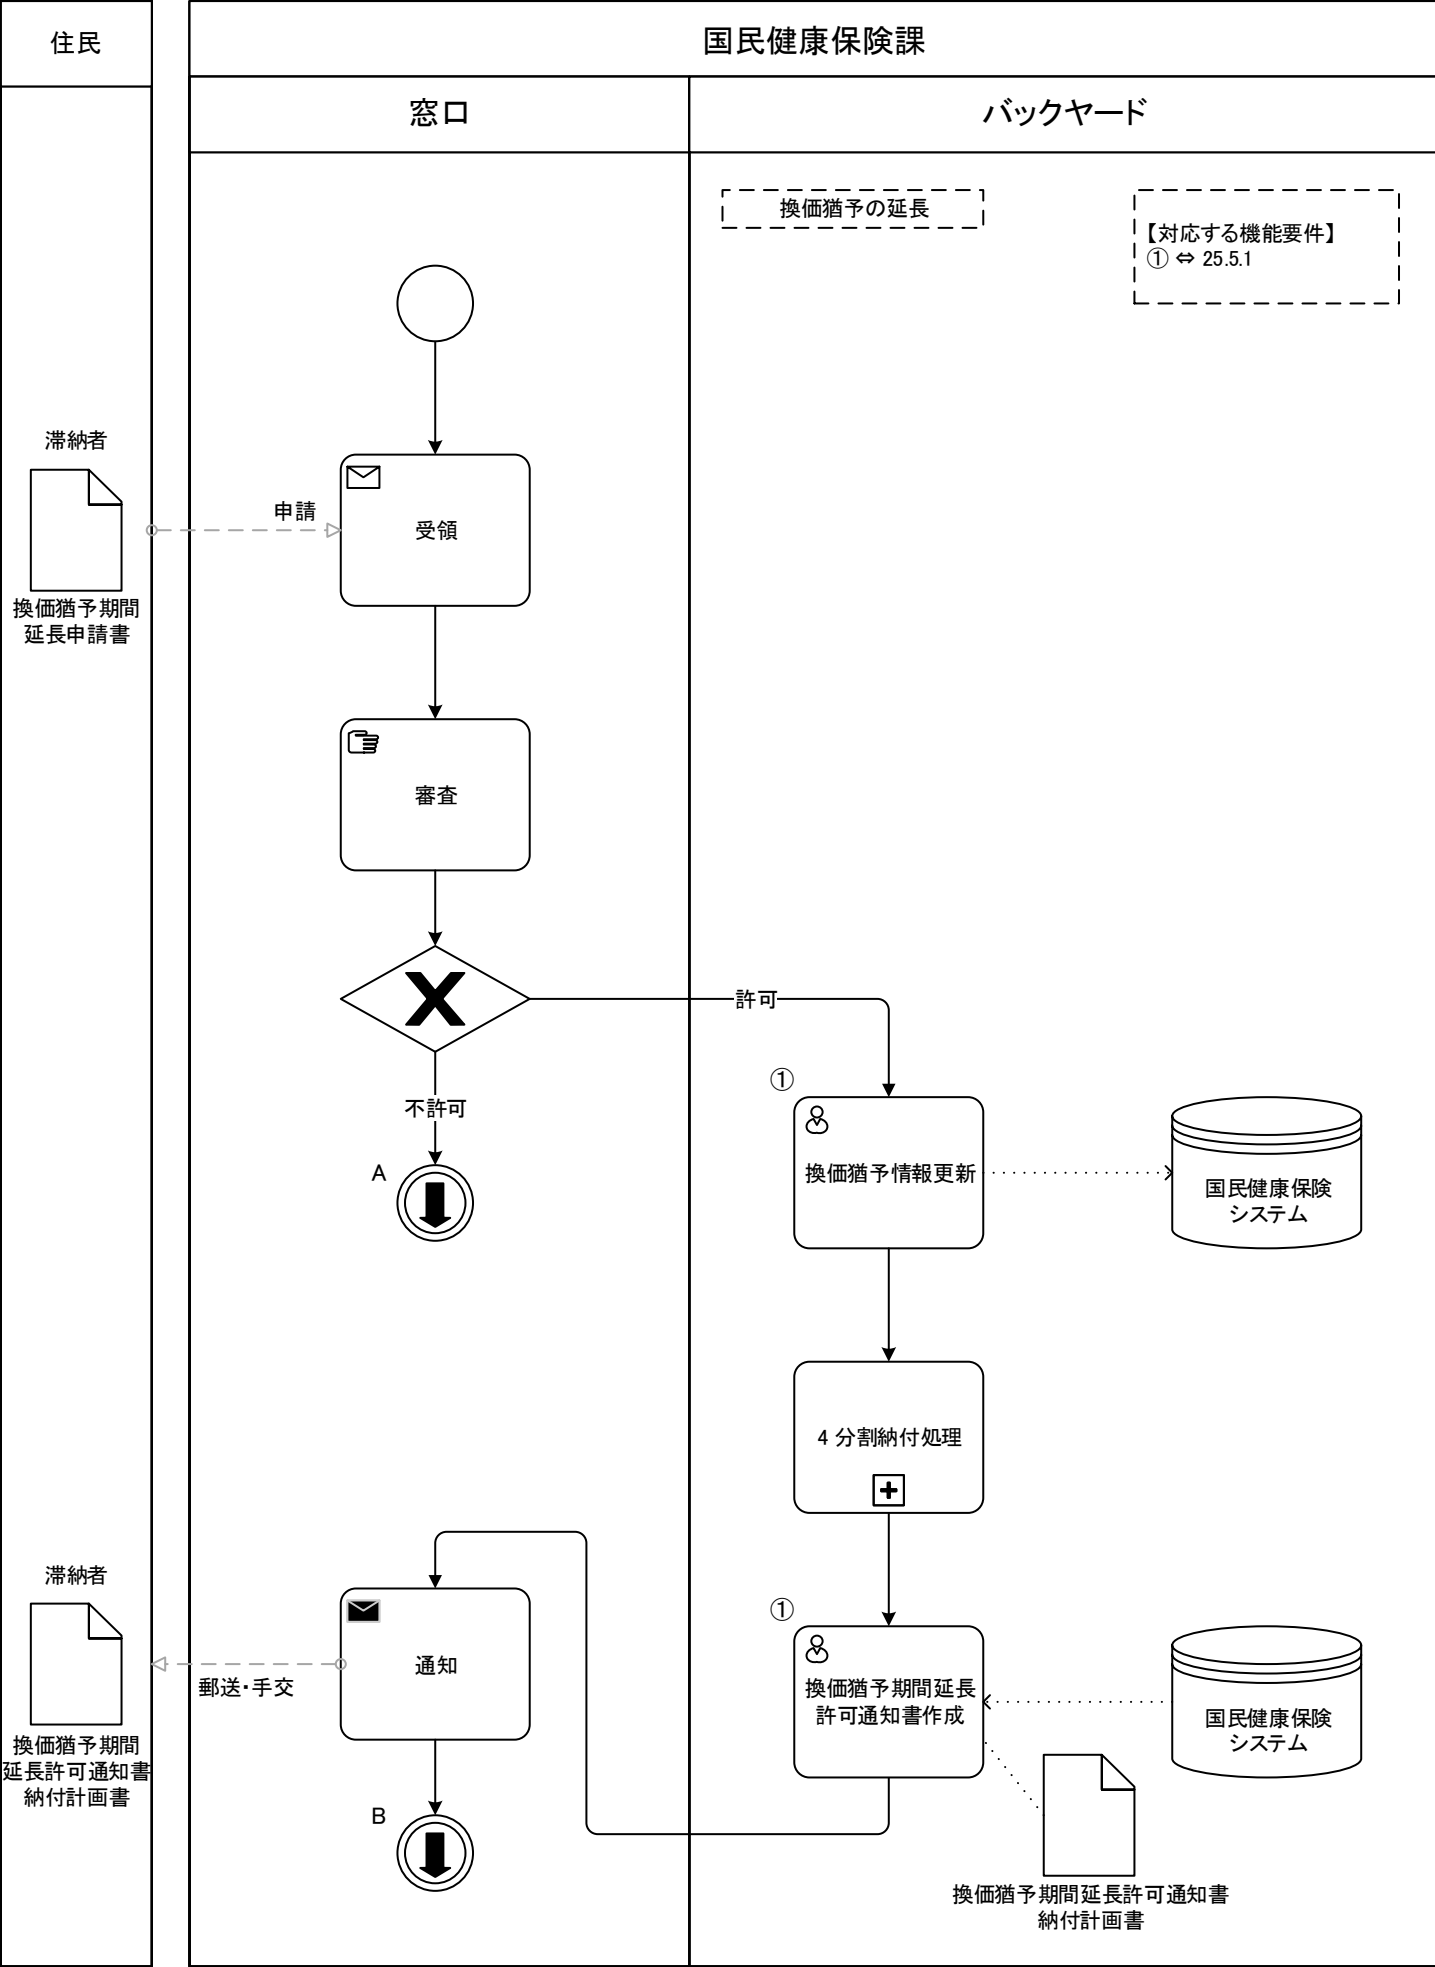 住民
国民健康保険課
窓口
バックヤード
換価猶予の延長
【対応する機能要件】
① ⇔ 25.5.1
滞納者
換価猶予期間
延長申請書
申請
受領
審査
許可
不許可
A
①
換価猶予情報更新
国民健康保険
システム
4 分割納付処理
①
換価猶予期間延長
許可通知書作成
国民健康保険
システム
換価猶予期間延長許可通知書
納付計画書
通知
郵送・手交
滞納者
換価猶予期間
延長許可通知書
納付計画書
B